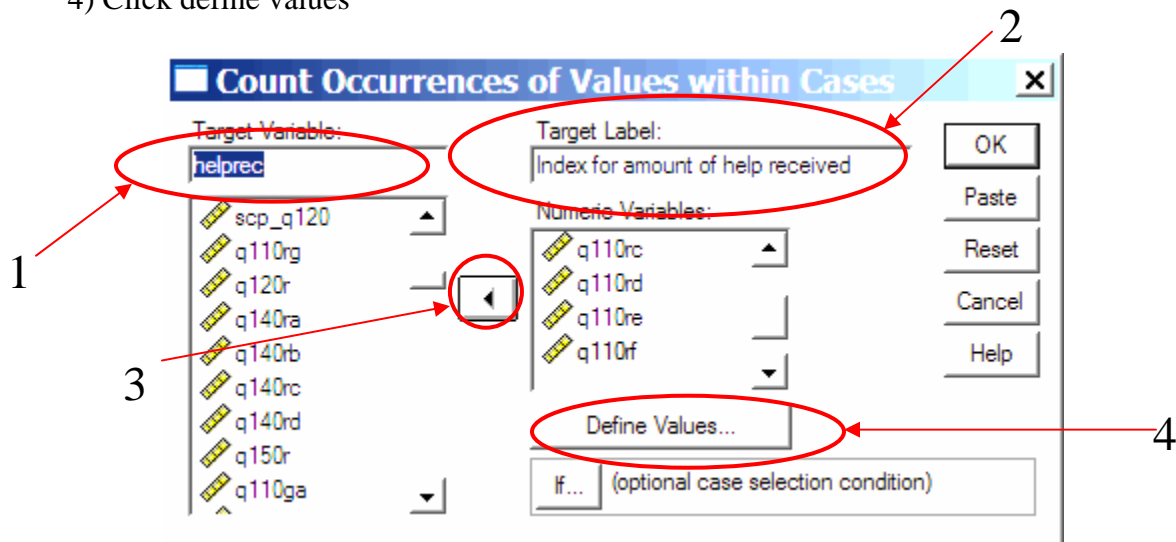 4) Click define values
2
Count Occurrences of Values within Cases
Target Variable:
helprec
Target Label:
Index for amount of help received
OK
Paste
Reset
Cancel
Help
1
scp_q120
q110rg
q120r
q140ra
q140rb
q140rc
q140rd
q150r
q110ga
3
Numeric Variables:
q110rc
q110rd
q110re
q110rf
Define Values...
4
If... (optional case selection condition)